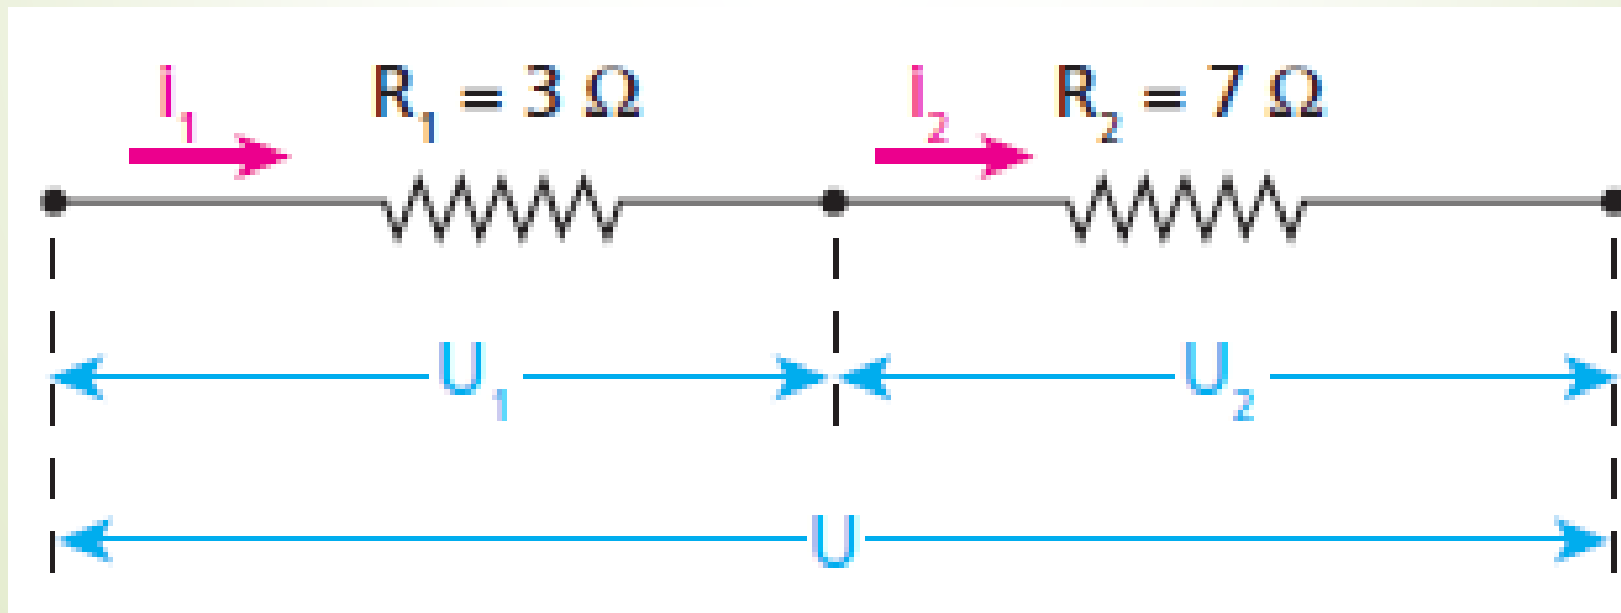 i₁ R₁ = 3 Ω i₂ R₂ = 7 Ω
U₁ U₂
U